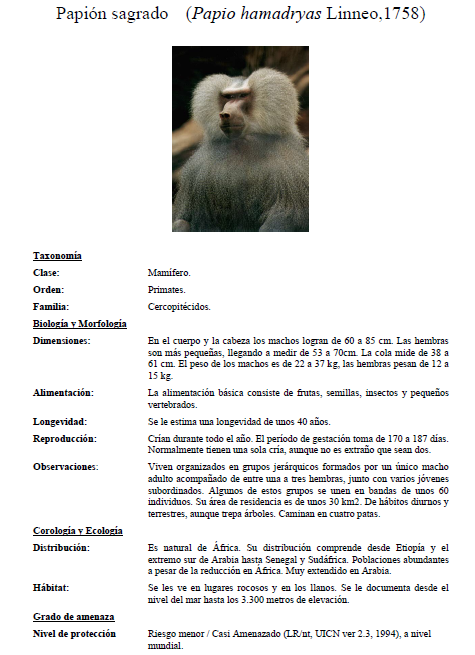 Papión sagrado (Papio hamadryas Linneo,1758)
Taxonomía
Clase: Mamífero.
Orden: Primates.
Familia: Cercopitécidos.
Biología y Morfología
Dimensiones: En el cuerpo y la cabeza los machos logran de 60 a 85 cm. Las hembras
son más pequeñas, llegando a medir de 53 a 70cm. La cola mide de 38 a
61 cm. El peso de los machos es de 22 a 37 kg, las hembras pesan de 12 a
15 kg.
Alimentación: La alimentación básica consiste de frutas, semillas, insectos y pequeños
vertebrados.
Longevidad: Se le estima una longevidad de unos 40 años.
Reproducción: Crían durante todo el año. El período de gestación toma de 170 a 187 días.
Normalmente tienen una sola cría, aunque no es extraño que sean dos.
Observaciones: Viven organizados en grupos jerárquicos formados por un único macho
adulto acompañado de entre una a tres hembras, junto con varios jóvenes
subordinados. Algunos de estos grupos se unen en bandas de unos 60
individuos. Su área de residencia es de unos 30 km2. De hábitos diurnos y
terrestres, aunque trepa árboles. Caminan en cuatro patas.
Corología y Ecología
Distribución: Es natural de África. Su distribución comprende desde Etiopía y el
extremo sur de Arabia hasta Senegal y Sudáfrica. Poblaciones abundantes
a pesar de la reducción en África. Muy extendido en Arabia.
Hábitat: Se les ve en lugares rocosos y en los llanos. Se le documenta desde el
nivel del mar hasta los 3.300 metros de elevación.
Grado de amenaza
Nivel de protección Riesgo menor / Casi Amenazado (LR/nt, UICN ver 2.3, 1994), a nivel
mundial.